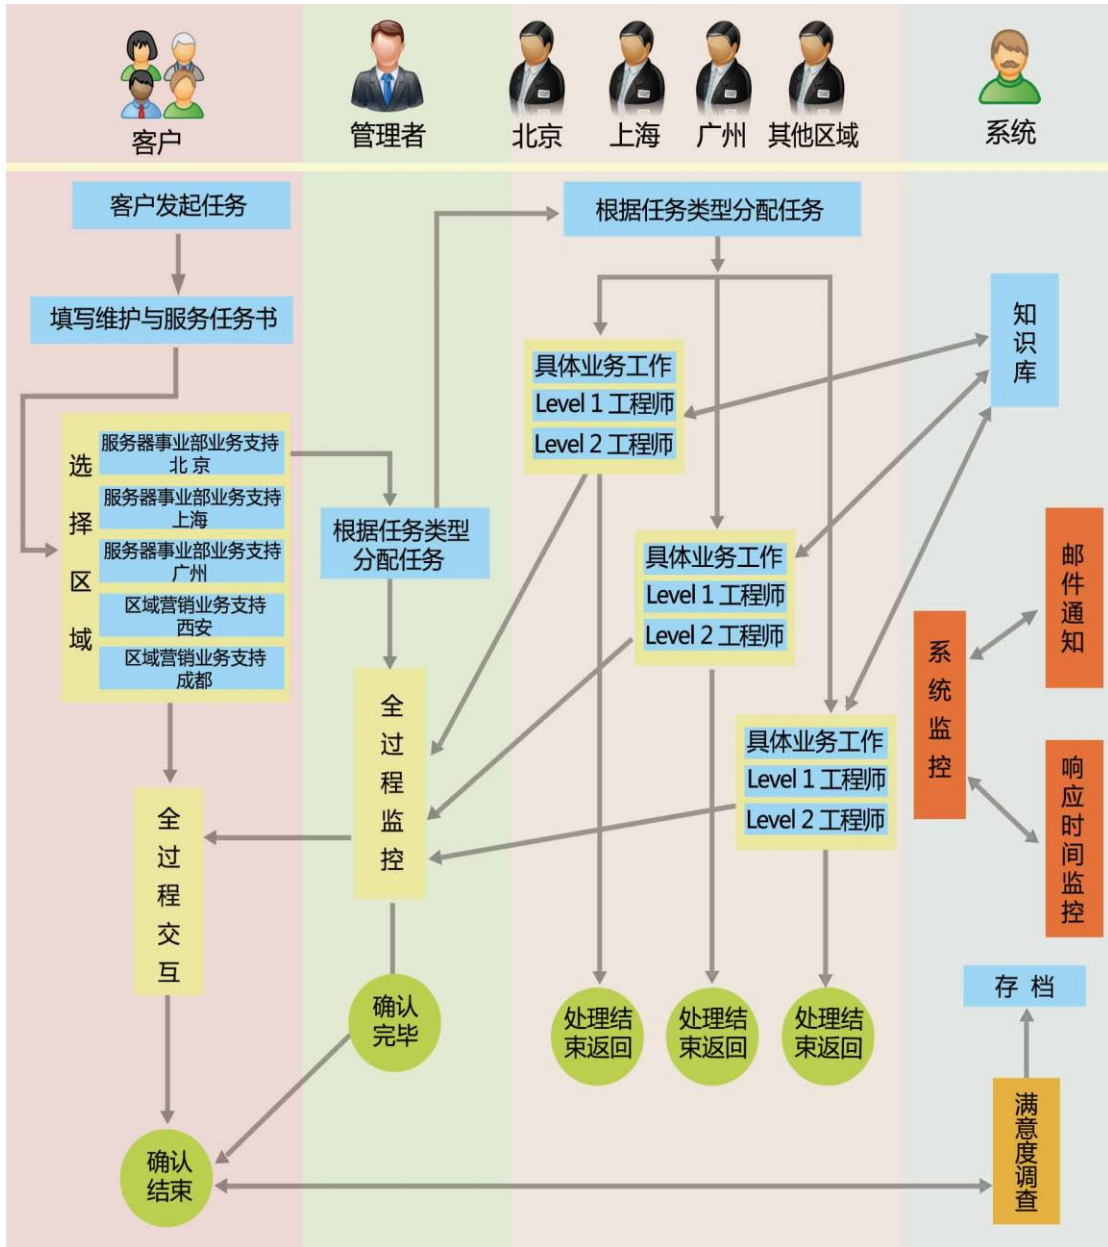 客户
管理者
北京
上海
广州
其他区域
系统
客户发起任务
填写维护与服务任务书
选择区域
服务器事业部业务支持
北 京
服务器事业部业务支持
上海
服务器事业部业务支持
广州
区域营销业务支持
西安
区域营销业务支持
成都
全过程交互
确认
结束
根据任务类型
分配任务
全过程监控
确认
完毕
根据任务类型分配任务
具体业务工作
Level 1 工程师
Level 2 工程师
具体业务工作
Level 1 工程师
Level 2 工程师
具体业务工作
Level 1 工程师
Level 2 工程师
处理结
束返回
处理结
束返回
处理结
束返回
知识库
系统监控
邮件通知
响应时间监控
存 档
满意度调查